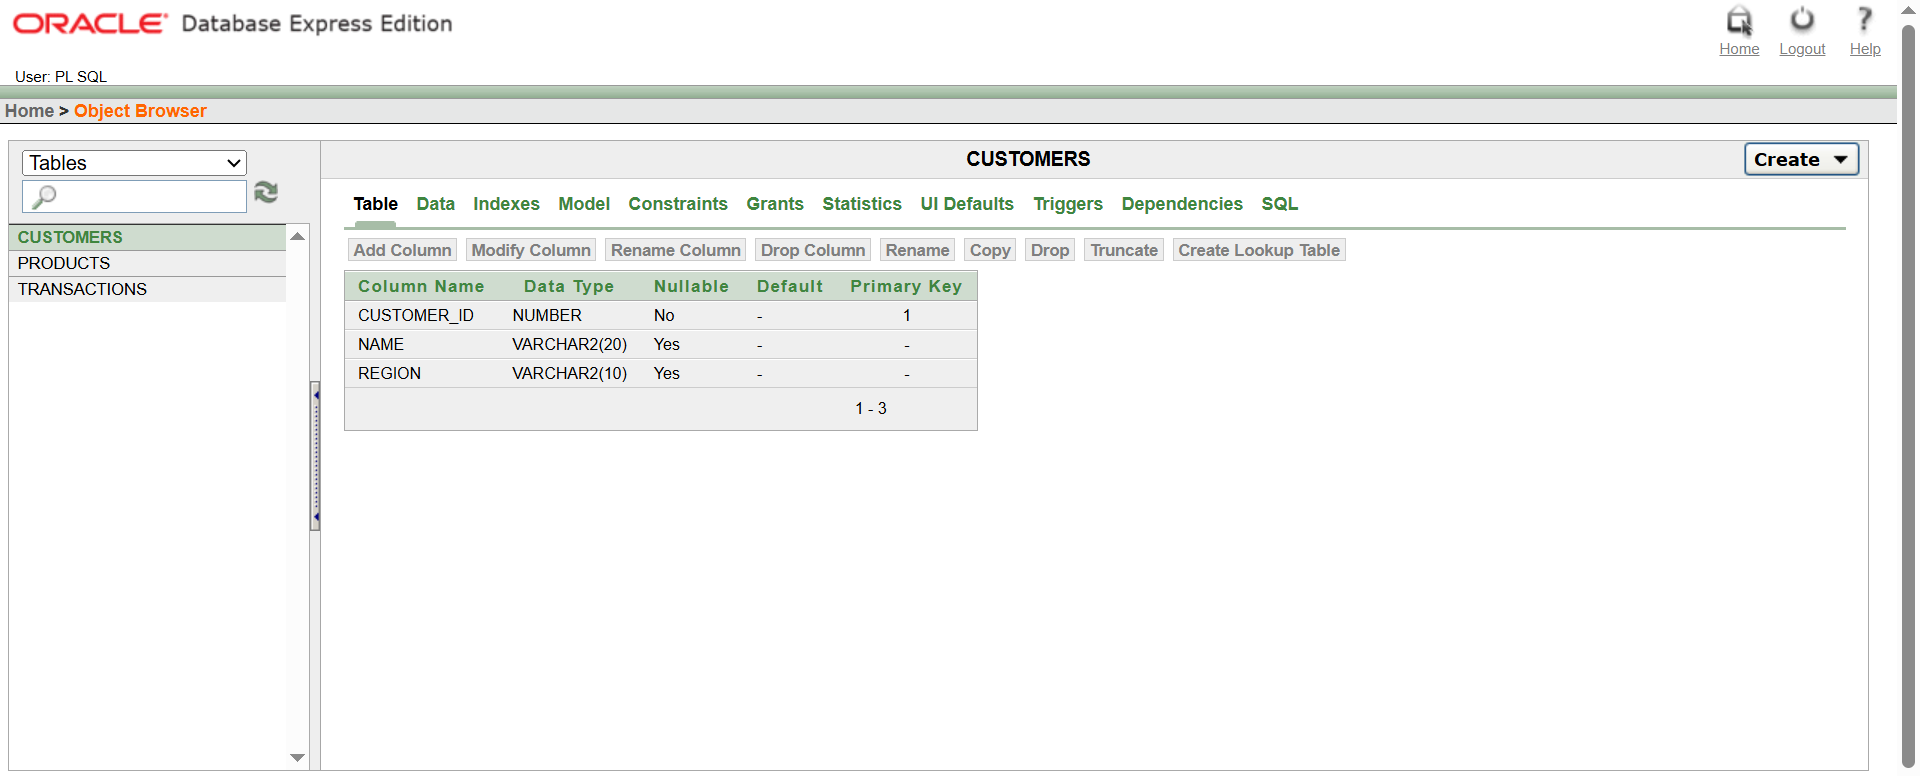 ORACLE® Database Express Edition
Home Logout Help
User: PL SQL
Home > Object Browser
Tables
CUSTOMERS
PRODUCTS
TRANSACTIONS
CUSTOMERS
Create
Table Data Indexes Model Constraints Grants Statistics UI Defaults Triggers Dependencies SQL
Add Column Modify Column Rename Column Drop Column Rename Copy Drop Truncate Create Lookup Table
Column Name Data Type Nullable Default Primary Key
CUSTOMER_ID NUMBER No - 1
NAME VARCHAR2(20) Yes - -
REGION VARCHAR2(10) Yes - -
1 - 3